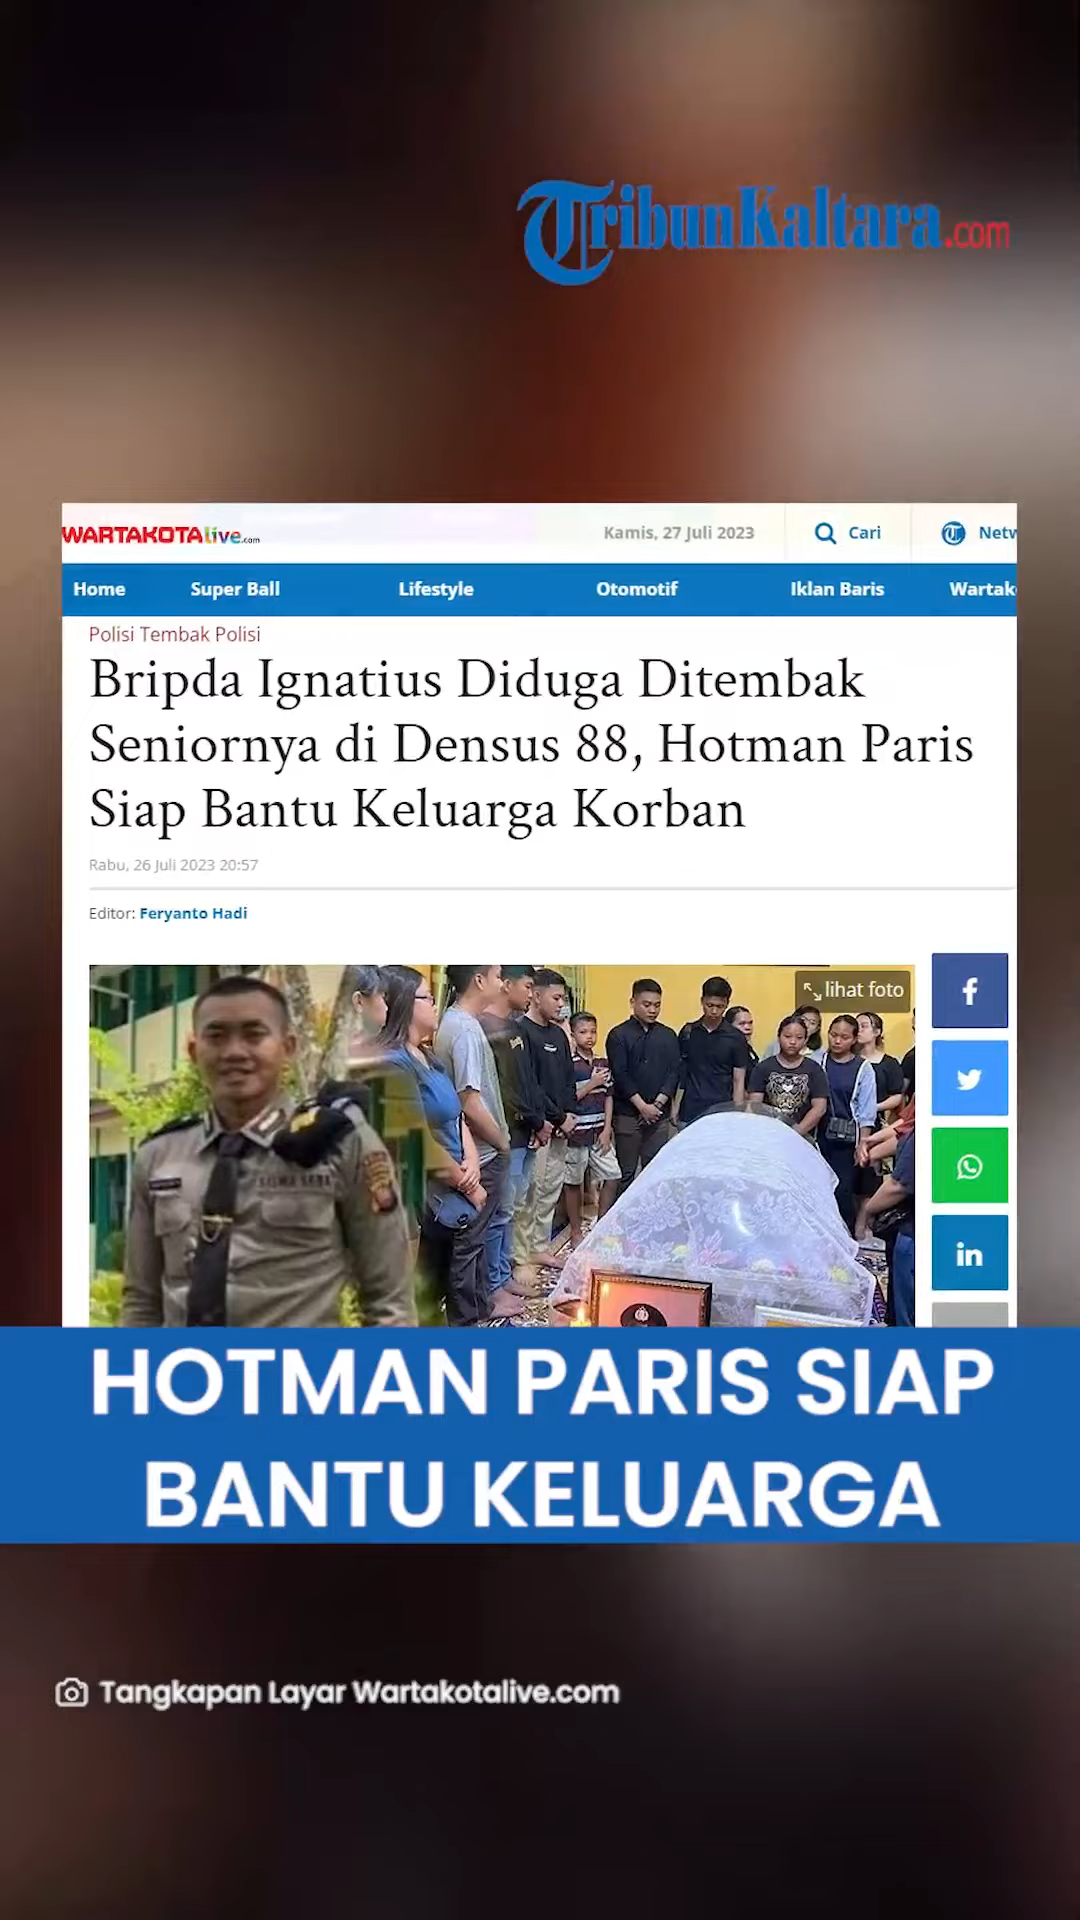 TribunKaltara.com
WARTAKOTAlive.com
Kamis, 27 Juli 2023
Cari
Netw
Home
Super Ball
Lifestyle
Otomotif
Iklan Baris
Wartak
Polisi Tembak Polisi
Bripda Ignatius Diduga Ditembak
Seniornya di Densus 88, Hotman Paris
Siap Bantu Keluarga Korban
Rabu, 26 Juli 2023 20:57
Editor: Feryanto Hadi
lihat foto
HOTMAN PARIS SIAP
BANTU KELUARGA
Tangkapan Layar Wartakotalive.com